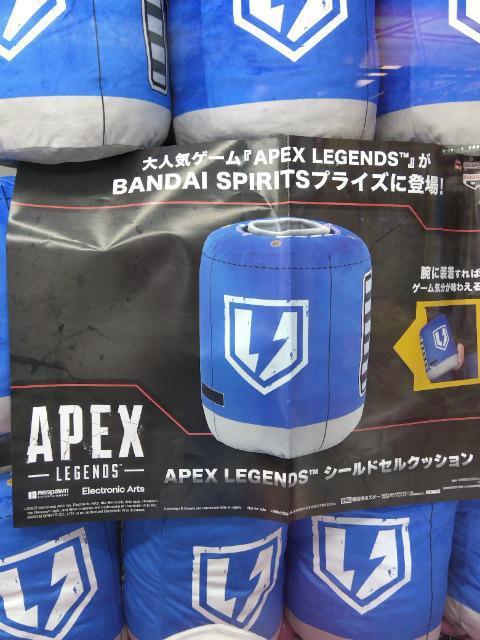 大人気ゲーム『APEX LEGENDS™』が
BANDAI SPIRITSプライズに登場!
腕に装着すれば
ゲーム気分が味わえる
APEX
LEGENDS™
Respawn
Electronic Arts
APEX LEGENDS™ シールドセルクッション